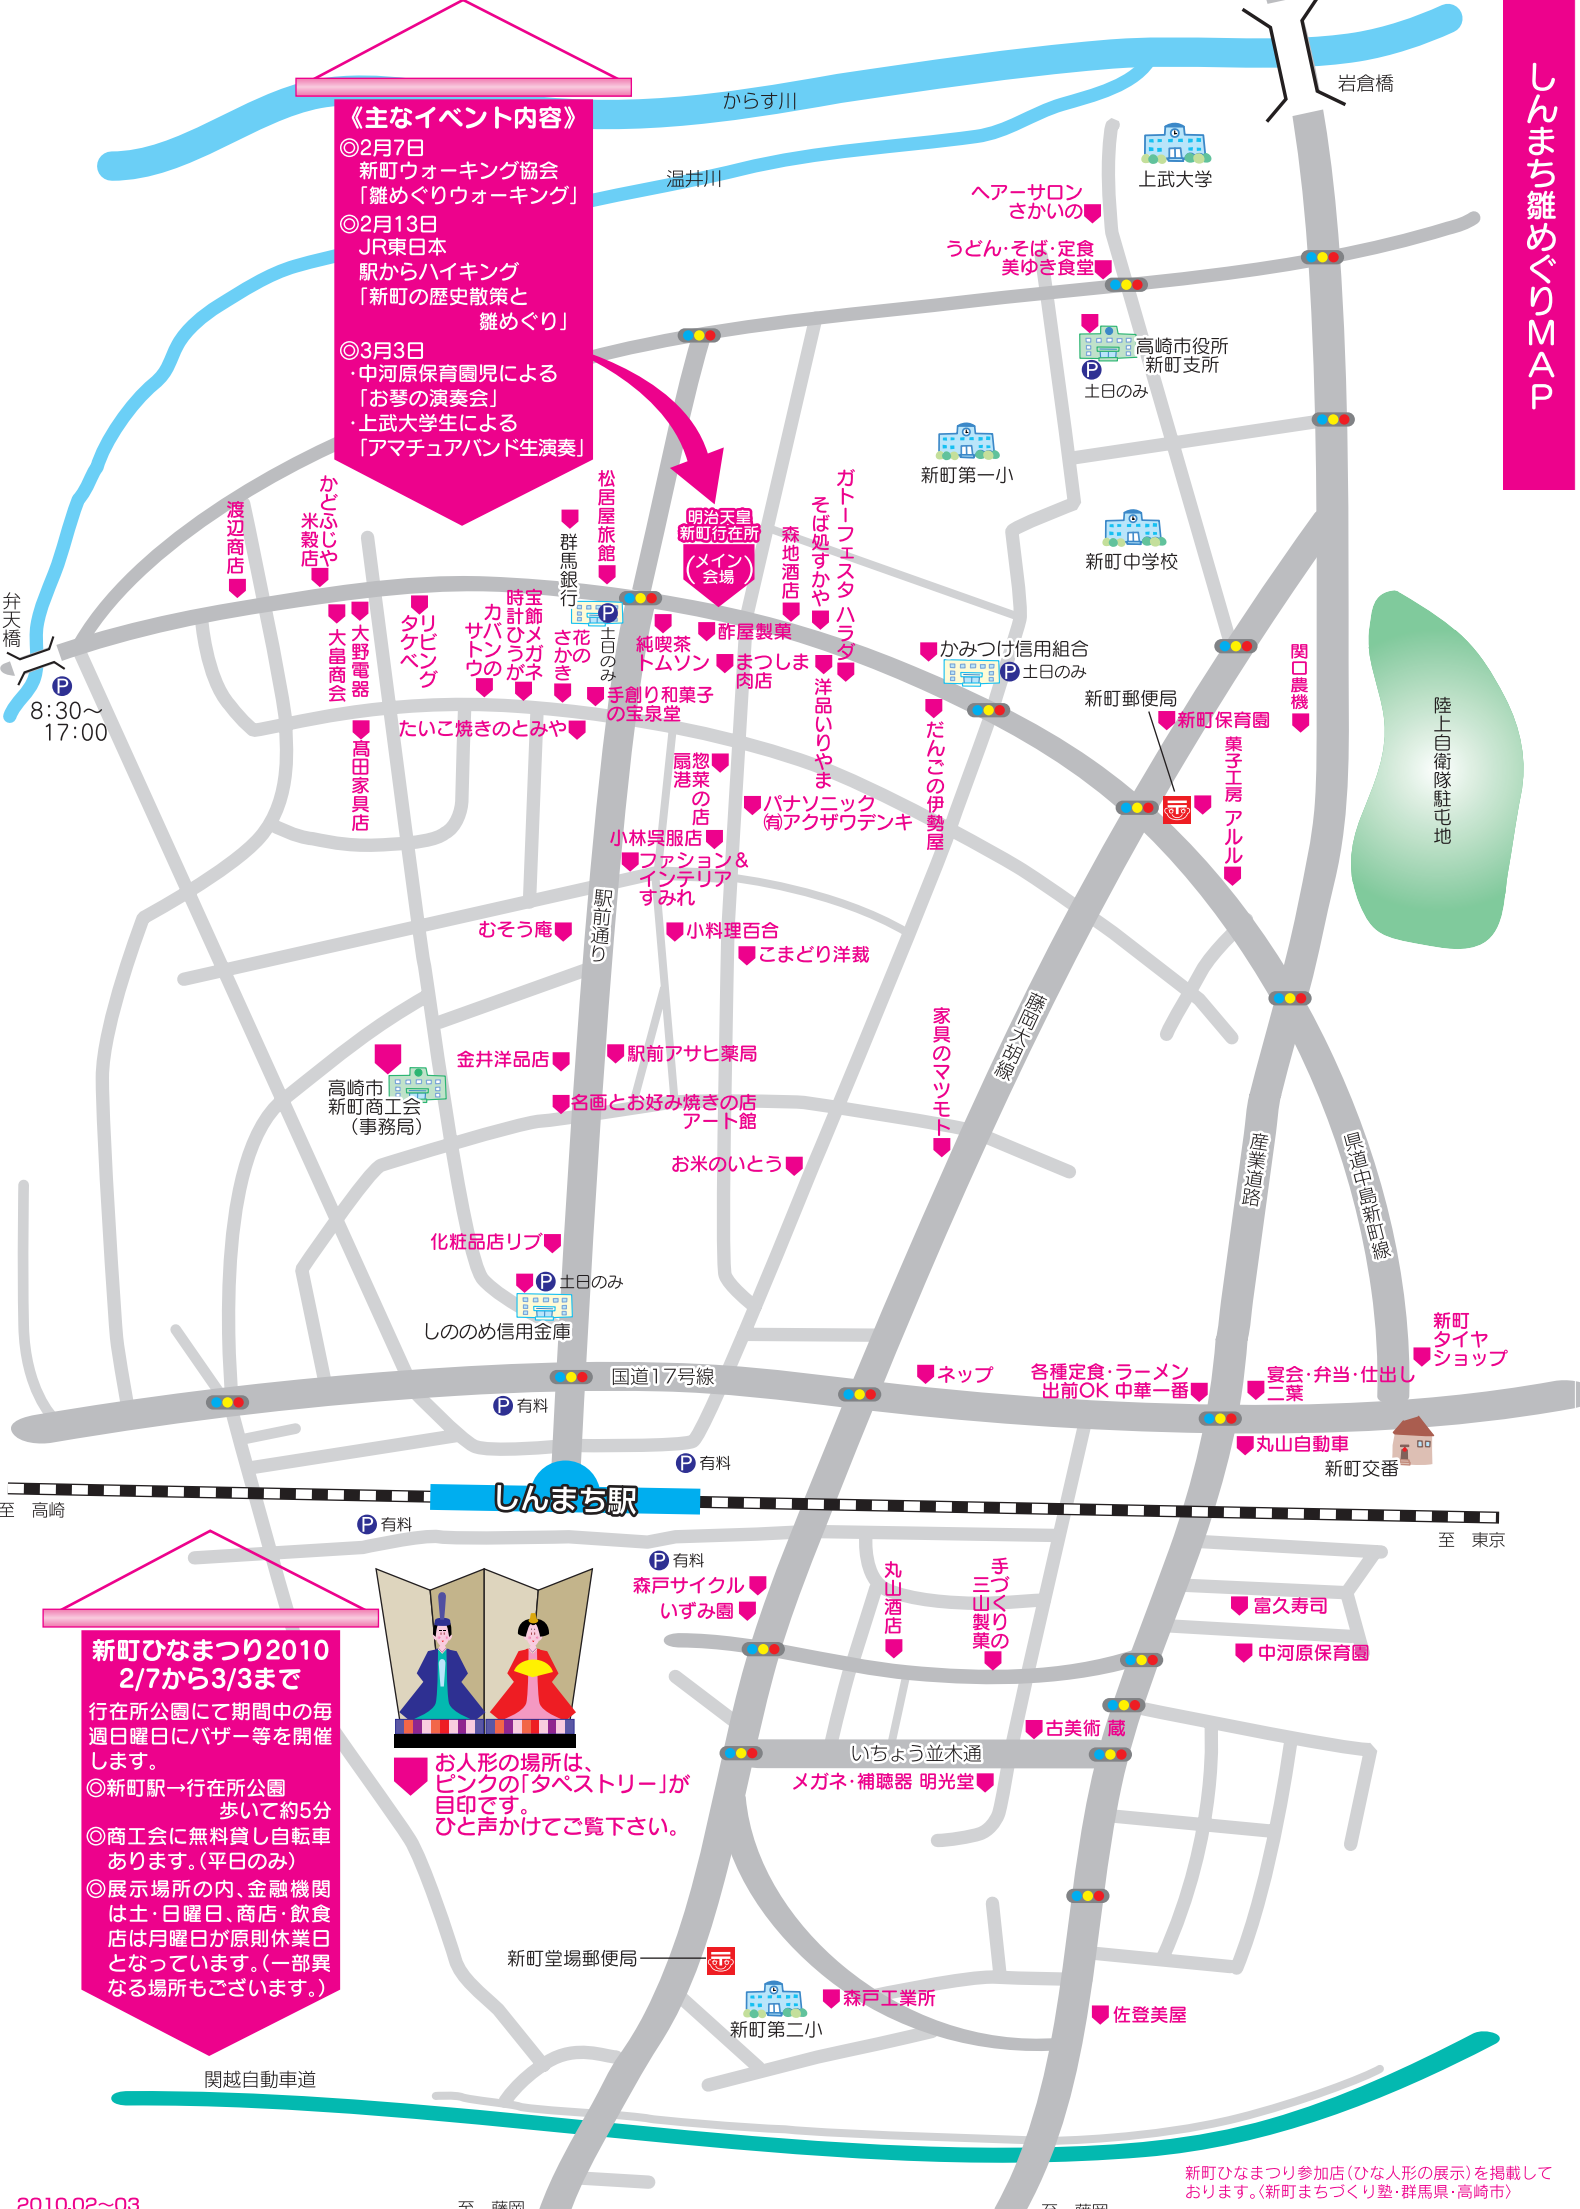 しんまち雛めぐりMAP
《主なイベント内容》
◎2月7日
新町ウォーキング協会
「雛めぐりウォーキング」
◎2月13日
JR東日本
駅からハイキング
「新町の歴史散策と
雛めぐり」
◎3月3日
・中河原保育園児による
「お琴の演奏会」
・上武大学生による
「アマチュアバンド生演奏」
からす川
温井川
岩倉橋
上武大学
ヘアーサロン
さかいの
うどん・そば・定食
美ゆき食堂
高崎市役所
新町支所
P
土日のみ
新町第一小
新町中学校
渡辺商店
かどふじや
米穀店
松居屋旅館
群馬銀行
P
土日のみ
明治天皇
新町行在所
(メイン会場)
森地酒店
そば処すかや
ガトーフェスタ ハラダ
弁天橋
P
8:30〜
17:00
大畠商会
大野電器
リビング
タケベ
カバンの
サトウ
宝飾メガネ
時計ひうが
花の
さかき
純喫茶
トムソン
酢屋製菓
まつしま
肉店
洋品いりやま
手創り和菓子
の宝泉堂
たいこ焼きのとみや
髙田家具店
かみつけ信用組合
P
土日のみ
新町郵便局
新町保育園
関口農機
陸上自衛隊駐屯地
だんごの伊勢屋
菓子工房 アルル
惣菜の店
扇港
パナソニック
㈲アクザワデンキ
小林呉服店
ファション&
インテリア
すみれ
駅前通り
むそう庵
小料理百合
こまどり洋裁
家具のマツモト
藤岡大胡線
金井洋品店
駅前アサヒ薬局
高崎市
新町商工会
(事務局)
名画とお好み焼きの店
アート館
お米のいとう
産業道路
県道中島新町線
化粧品店リブ
P
土日のみ
しののめ信用金庫
国道17号線
ネップ
各種定食・ラーメン
出前OK 中華一番
宴会・弁当・仕出し
二葉
新町
タイヤ
ショップ
丸山自動車
新町交番
P
有料
P
有料
しんまち駅
至 高崎
至 東京
P
有料
P
有料
森戸サイクル
いずみ園
丸山酒店
手づくりの
三山製菓
富久寿司
中河原保育園
古美術 蔵
いちょう並木通
メガネ・補聴器 明光堂
新町ひなまつり2010
2/7から3/3まで
行在所公園にて期間中の毎
週日曜日にバザー等を開催
します。
◎新町駅→行在所公園
歩いて約5分
◎商工会に無料貸し自転車
あります。(平日のみ)
◎展示場所の内、金融機関
は土・日曜日、商店・飲食
店は月曜日が原則休業日
となっています。(一部異
なる場所もございます。)
お人形の場所は、
ピンクの「タペストリー」が
目印です。
ひと声かけてご覧下さい。
新町堂場郵便局
新町第二小
森戸工業所
佐登美屋
関越自動車道
新町ひなまつり参加店(ひな人形の展示)を掲載して
おります。〈新町まちづくり塾・群馬県・高崎市〉
2010.02〜03
至 藤岡
至 藤岡